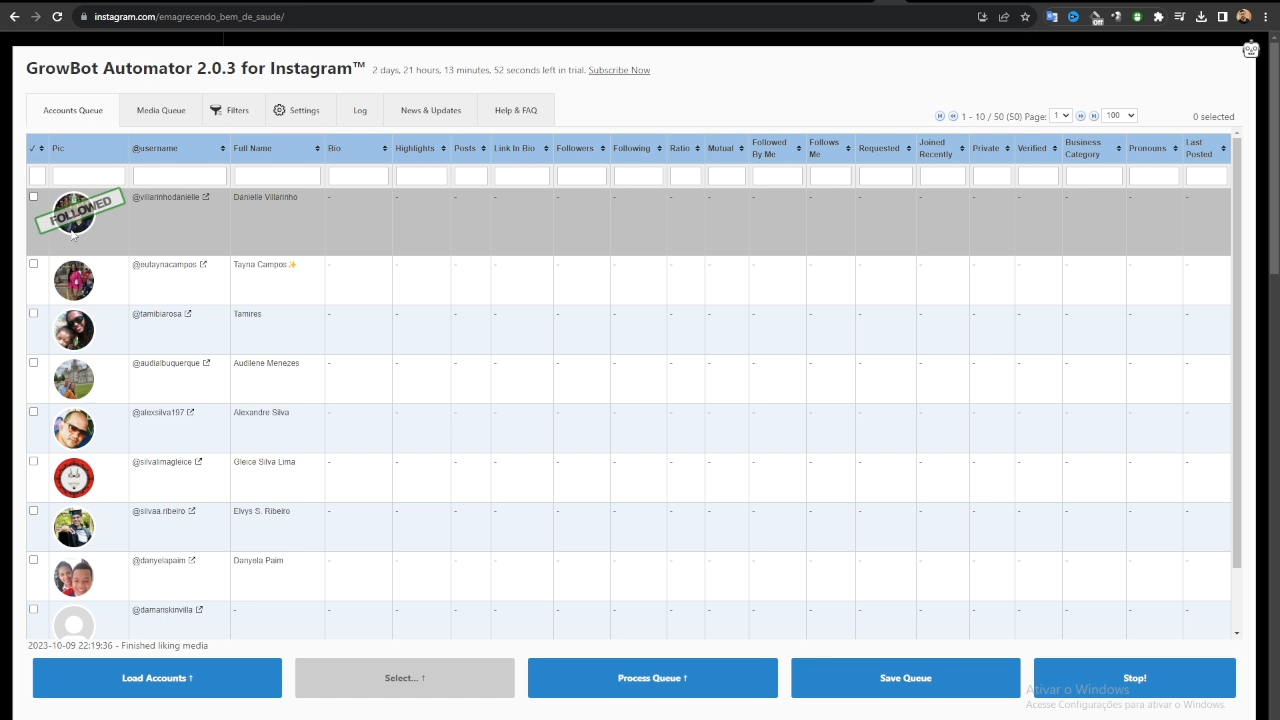 instagram.com/emagrecendo_bem_de_saude/
Off
GrowBot Automator 2.0.3 for Instagram™ 2 days, 21 hours, 13 minutes, 52 seconds left in trial. Subscribe Now
Accounts Queue Media Queue Filters Settings Log News & Updates Help & FAQ
1 - 10 / 50 (50) Page: 1 100 0 selected
✓ Pic @username Full Name Bio Highlights Posts Link In Bio Followers Following Ratio Mutual Followed By Me Follows Me Requested Joined Recently Private Verified Business Category Pronouns Last Posted
FOLLOWED @villarinhodanielle Danielle Villarinho - - - - - - - - - - - - - - - - -
@eutaynacampos Tayna Campos✨ - - - - - - - - - - - - - - - - -
@tamibiarosa Tamires - - - - - - - - - - - - - - - - -
@audialbuquerque Audilene Menezes - - - - - - - - - - - - - - - - -
@alexsilva197 Alexandre Silva - - - - - - - - - - - - - - - - -
@silvalimagleice Gleice Silva Lima - - - - - - - - - - - - - - - - -
@silvaa.ribeiro Elvys S. Ribeiro - - - - - - - - - - - - - - - - -
@danyelapaim Danyela Paim - - - - - - - - - - - - - - - - -
@damariskinvilla - - - - - - - - - - - - - - - - - -
2023-10-09 22:19:36 - Finished liking media
Load Accounts ↑ Select... ↑ Process Queue ↑ Save Queue Stop!
Ativar o Windows
Acesse Configurações para ativar o Windows.